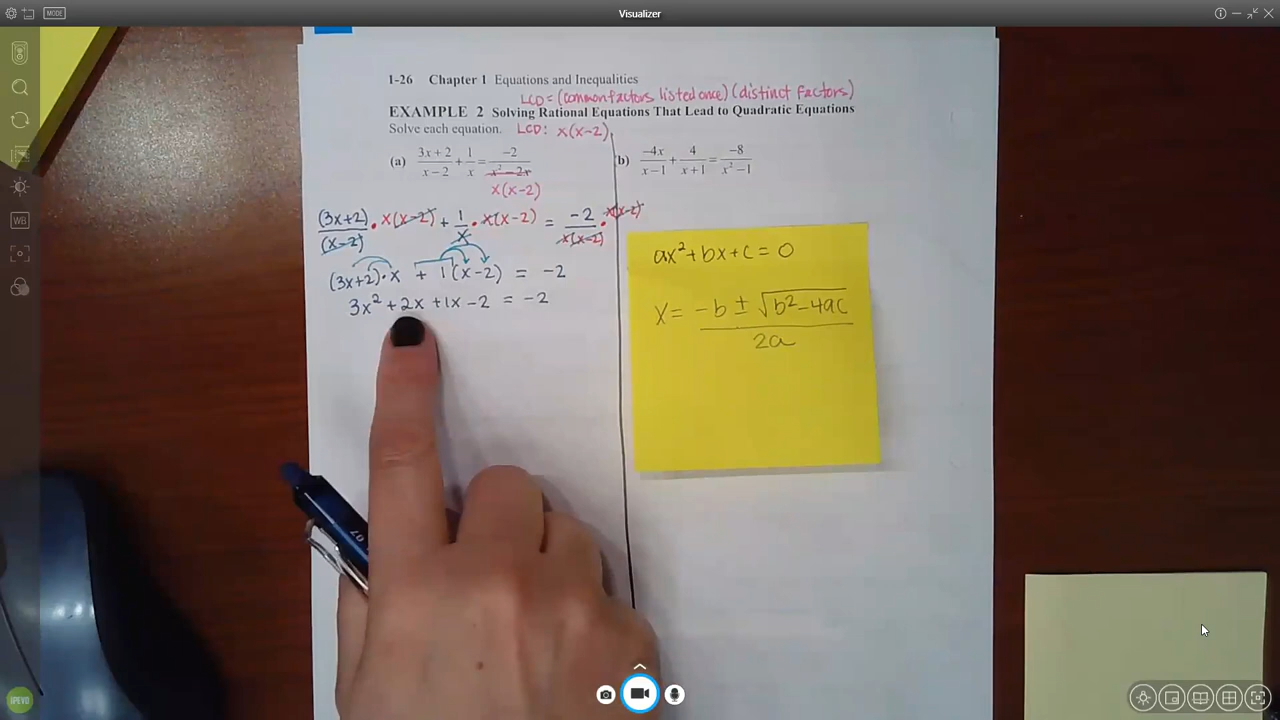 MODE
Visualizer
1-26 Chapter 1 Equations and Inequalities
LCD = (common factors listed once) (distinct factors)
EXAMPLE 2 Solving Rational Equations That Lead to Quadratic Equations
Solve each equation. LCD: x(x-2)
(a) (3x+2)/(x-2) + 1/x = -2/(x²-2x)
x(x-2)
(b) -4x/(x-1) + 4/(x+1) = -8/(x²-1)
(3x+2)/(x-2) • x(x-2) + 1/x • x(x-2) = -2/(x(x-2)) • x(x-2)
(3x+2)•x + 1(x-2) = -2
3x² + 2x + 1x - 2 = -2
ax² + bx + c = 0
x = (-b ± √(b²-4ac))/(2a)
WB
07
IPEVO